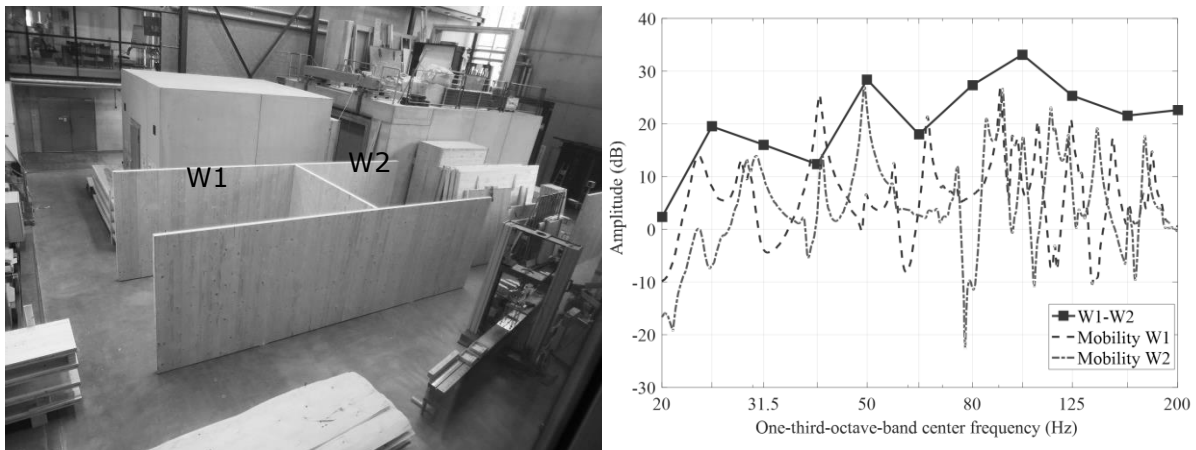 W1
W2
40
30
20
10
0
-10
-20
-30
Amplitude (dB)
W1-W2
Mobility W1
Mobility W2
20
31.5
50
80
125
200
One-third-octave-band center frequency (Hz)